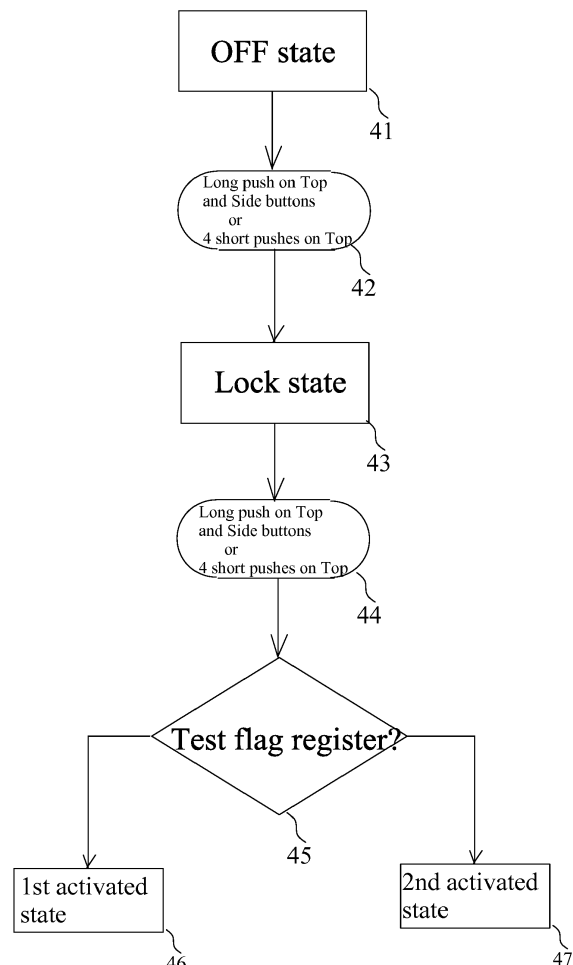 OFF state
41
Long push on Top
and Side buttons
or
4 short pushes on Top
42
Lock state
43
Long push on Top
and Side buttons
or
4 short pushes on Top
44
Test flag register?
45
1st activated
state
46
2nd activated
state
47